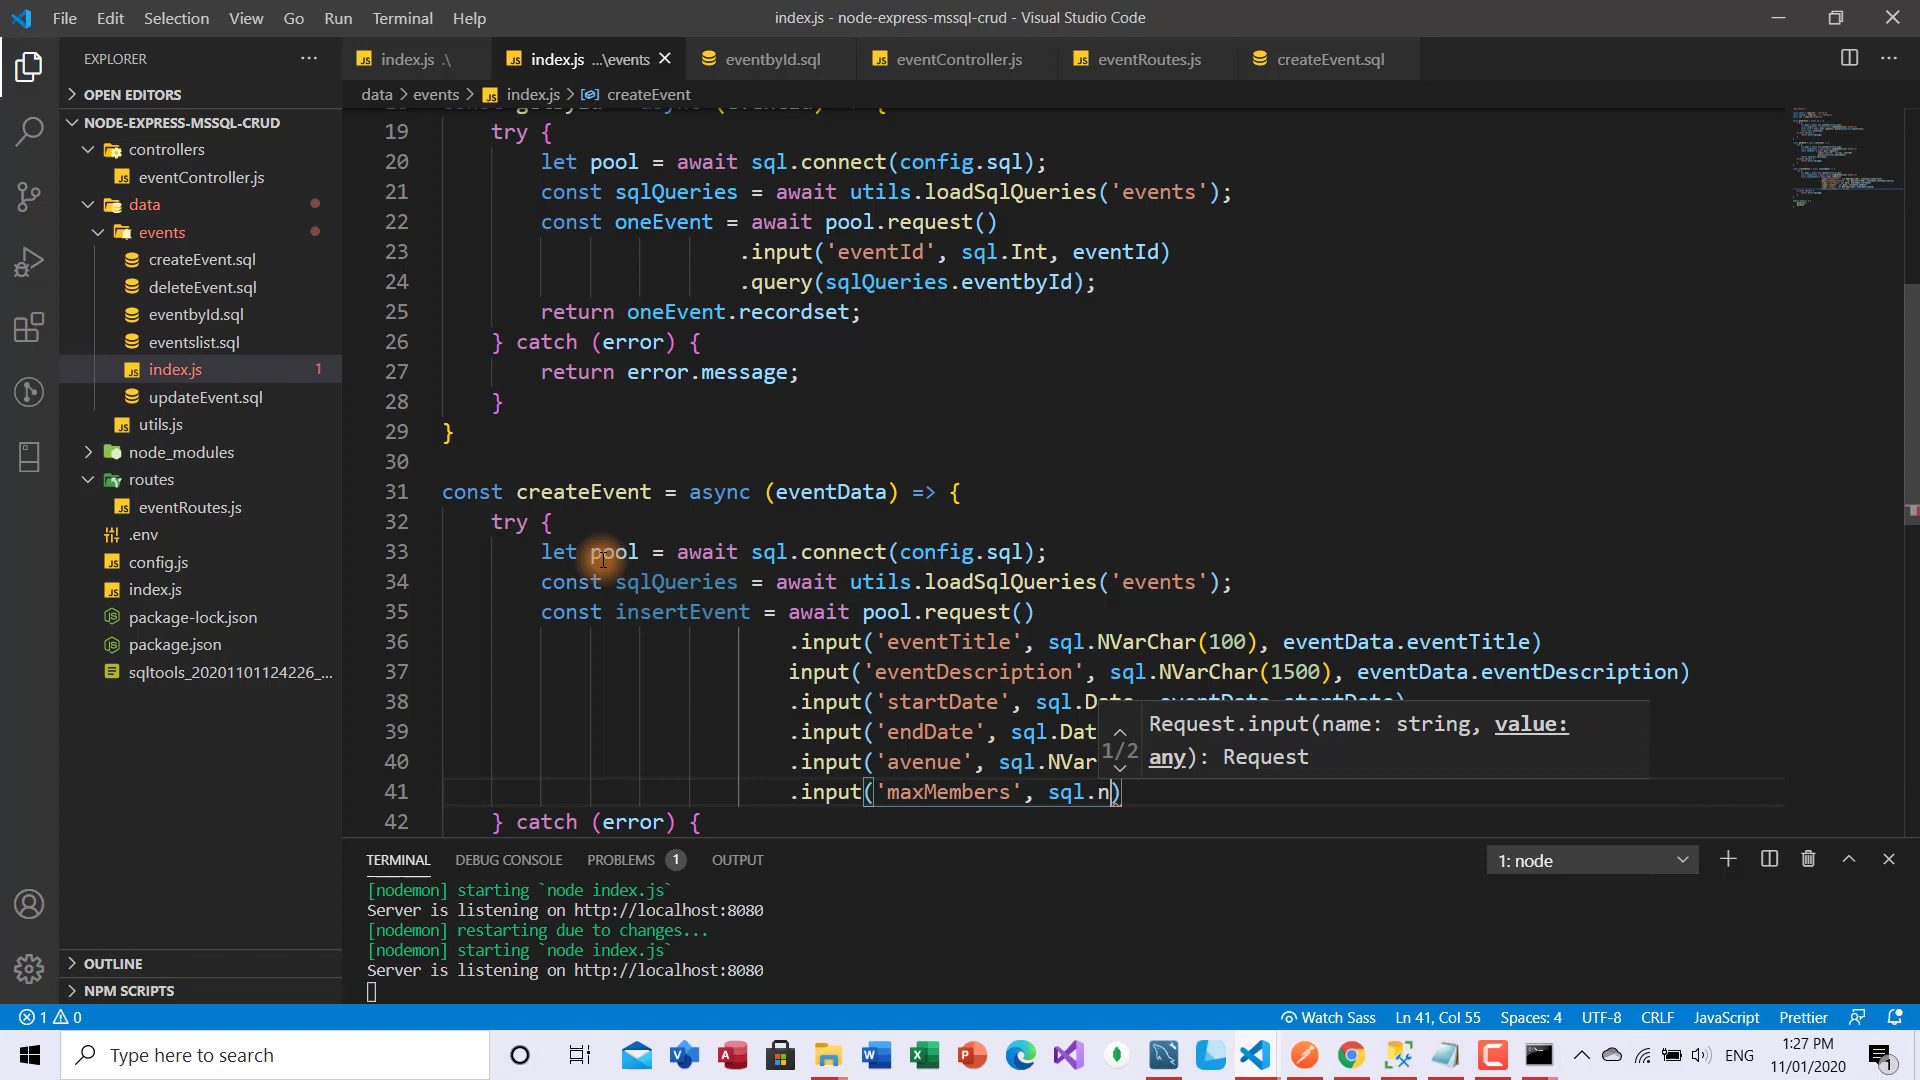 File Edit Selection View Go Run Terminal Help
index.js - node-express-mssql-crud - Visual Studio Code
EXPLORER
index.js .\
index.js ...\events
eventbyId.sql
eventController.js
eventRoutes.js
createEvent.sql
data > events > index.js > createEvent
OPEN EDITORS
NODE-EXPRESS-MSSQL-CRUD
controllers
eventController.js
data
events
createEvent.sql
deleteEvent.sql
eventbyId.sql
eventslist.sql
index.js 1
updateEvent.sql
utils.js
node_modules
routes
eventRoutes.js
.env
config.js
index.js
package-lock.json
package.json
sqltools_20201101124226_...
OUTLINE
NPM SCRIPTS
19 try {
20 let pool = await sql.connect(config.sql);
21 const sqlQueries = await utils.loadSqlQueries('events');
22 const oneEvent = await pool.request()
23 .input('eventId', sql.Int, eventId)
24 .query(sqlQueries.eventbyId);
25 return oneEvent.recordset;
26 } catch (error) {
27 return error.message;
28 }
29 }
30
31 const createEvent = async (eventData) => {
32 try {
33 let pool = await sql.connect(config.sql);
34 const sqlQueries = await utils.loadSqlQueries('events');
35 const insertEvent = await pool.request()
36 .input('eventTitle', sql.NVarChar(100), eventData.eventTitle)
37 input('eventDescription', sql.NVarChar(1500), eventData.eventDescription)
38 .input('startDate', sql.Date, eventData.startDate)
39 .input('endDate', sql.Dat
40 .input('avenue', sql.NVar
41 .input('maxMembers', sql.n)
42 } catch (error) {
1/2 Request.input(name: string, value:
any): Request
TERMINAL DEBUG CONSOLE PROBLEMS 1 OUTPUT
1: node
[nodemon] starting `node index.js`
Server is listening on http://localhost:8080
[nodemon] restarting due to changes...
[nodemon] starting `node index.js`
Server is listening on http://localhost:8080
1 0
Watch Sass Ln 41, Col 55 Spaces: 4 UTF-8 CRLF JavaScript Prettier
Type here to search
ENG
1:27 PM
11/01/2020
1